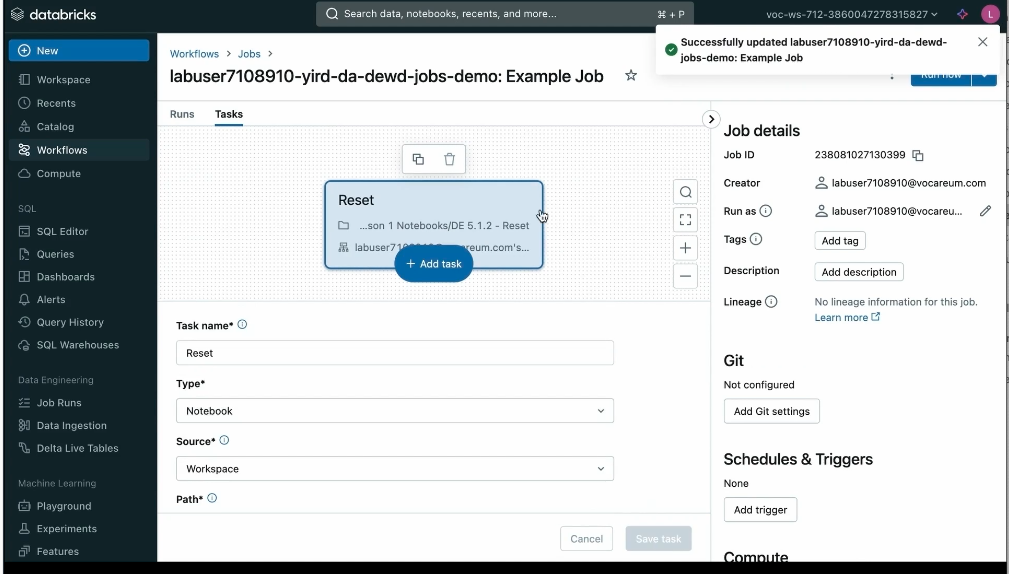 databricks
Search data, notebooks, recents, and more...
⌘ + P
voc-ws-712-3860047278315827
L
New
Workspace
Recents
Catalog
Workflows
Compute
SQL
SQL Editor
Queries
Dashboards
Alerts
Query History
SQL Warehouses
Data Engineering
Job Runs
Data Ingestion
Delta Live Tables
Machine Learning
Playground
Experiments
Features
Workflows > Jobs >
labuser7108910-yird-da-dewd-jobs-demo: Example Job
Successfully updated labuser7108910-yird-da-dewd-
jobs-demo: Example Job
Run now
Runs
Tasks
Reset
...son 1 Notebooks/DE 5.1.2 - Reset
+ Add task
Task name*
Reset
Type*
Notebook
Source*
Workspace
Path*
Cancel
Save task
Job details
Job ID
238081027130399
Creator
labuser7108910@vocareum.com
Run as
labuser7108910@vocareu...
Tags
Add tag
Description
Add description
Lineage
No lineage information for this job.
Learn more
Git
Not configured
Add Git settings
Schedules & Triggers
None
Add trigger
Compute